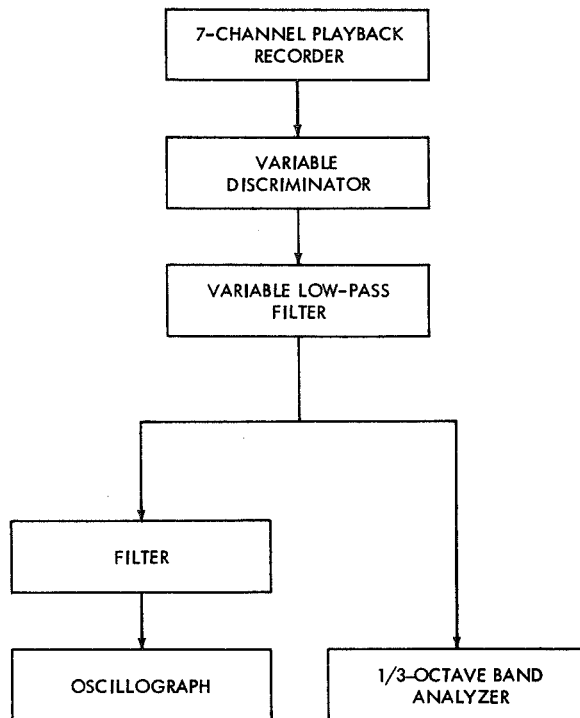 7-CHANNEL PLAYBACK
RECORDER
VARIABLE
DISCRIMINATOR
VARIABLE LOW-PASS
FILTER
FILTER
OSCILLOGRAPH
1/3-OCTAVE BAND
ANALYZER